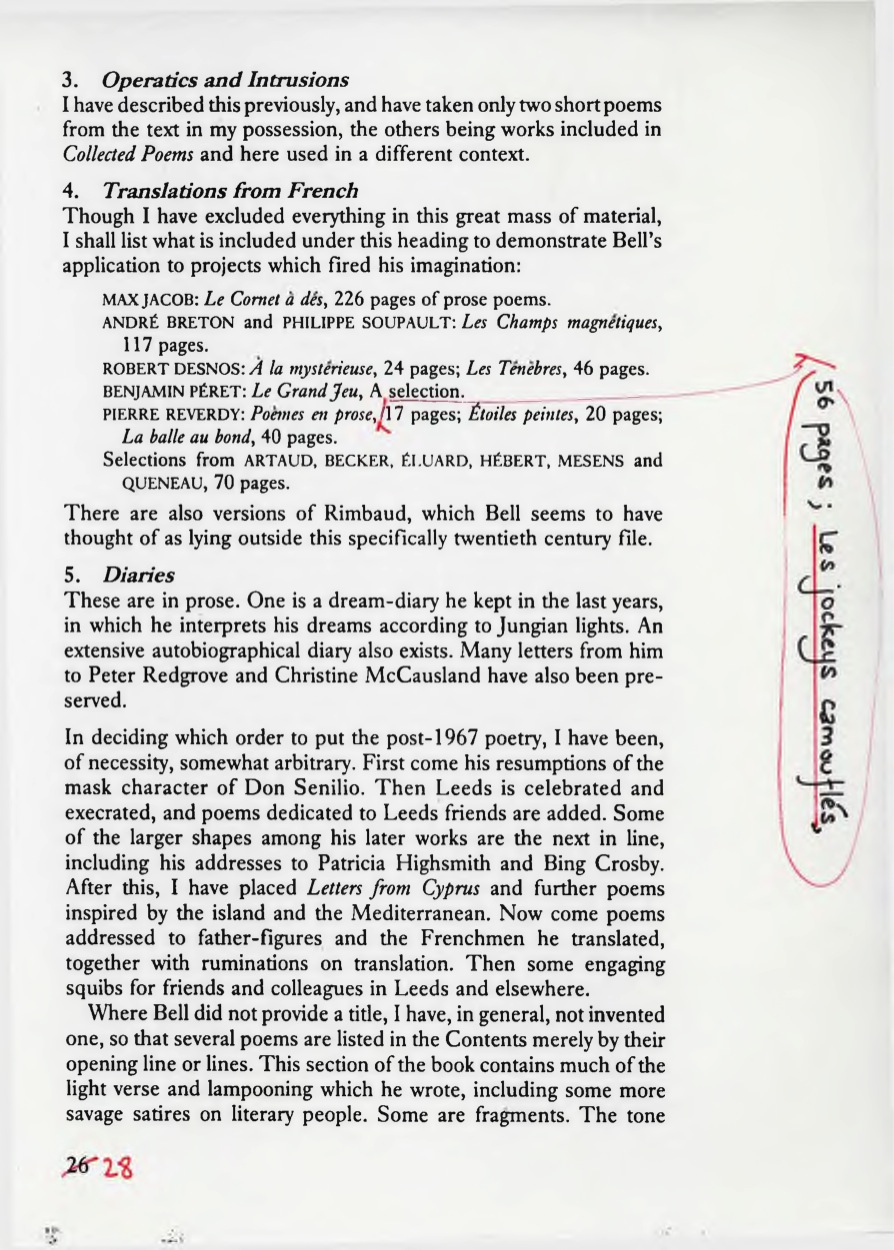 3. Operatics and Intrusions
I have described this previously, and have taken only two short poems
from the text in my possession, the others being works included in
Collected Poems and here used in a different context.
4. Translations from French
Though I have excluded everything in this great mass of material,
I shall list what is included under this heading to demonstrate Bell's
application to projects which fired his imagination:
MAX JACOB: Le Cornet à dés, 226 pages of prose poems.
ANDRÉ BRETON and PHILIPPE SOUPAULT: Les Champs magnétiques,
117 pages.
ROBERT DESNOS: À la mystérieuse, 24 pages; Les Ténèbres, 46 pages.
BENJAMIN PÉRET: Le Grand Jeu, A selection.
PIERRE REVERDY: Poèmes en prose, 17 pages; Étoiles peintes, 20 pages;
La balle au bond, 40 pages.
Selections from ARTAUD, BECKER, ÉLUARD, HÉBERT, MESENS and
QUENEAU, 70 pages.
There are also versions of Rimbaud, which Bell seems to have
thought of as lying outside this specifically twentieth century file.
5. Diaries
These are in prose. One is a dream-diary he kept in the last years,
in which he interprets his dreams according to Jungian lights. An
extensive autobiographical diary also exists. Many letters from him
to Peter Redgrove and Christine McCausland have also been pre-
served.
In deciding which order to put the post-1967 poetry, I have been,
of necessity, somewhat arbitrary. First come his resumptions of the
mask character of Don Senilio. Then Leeds is celebrated and
execrated, and poems dedicated to Leeds friends are added. Some
of the larger shapes among his later works are the next in line,
including his addresses to Patricia Highsmith and Bing Crosby.
After this, I have placed Letters from Cyprus and further poems
inspired by the island and the Mediterranean. Now come poems
addressed to father-figures and the Frenchmen he translated,
together with ruminations on translation. Then some engaging
squibs for friends and colleagues in Leeds and elsewhere.
Where Bell did not provide a title, I have, in general, not invented
one, so that several poems are listed in the Contents merely by their
opening line or lines. This section of the book contains much of the
light verse and lampooning which he wrote, including some more
savage satires on literary people. Some are fragments. The tone
26 28
56 pages; Les jockeys camouflés,